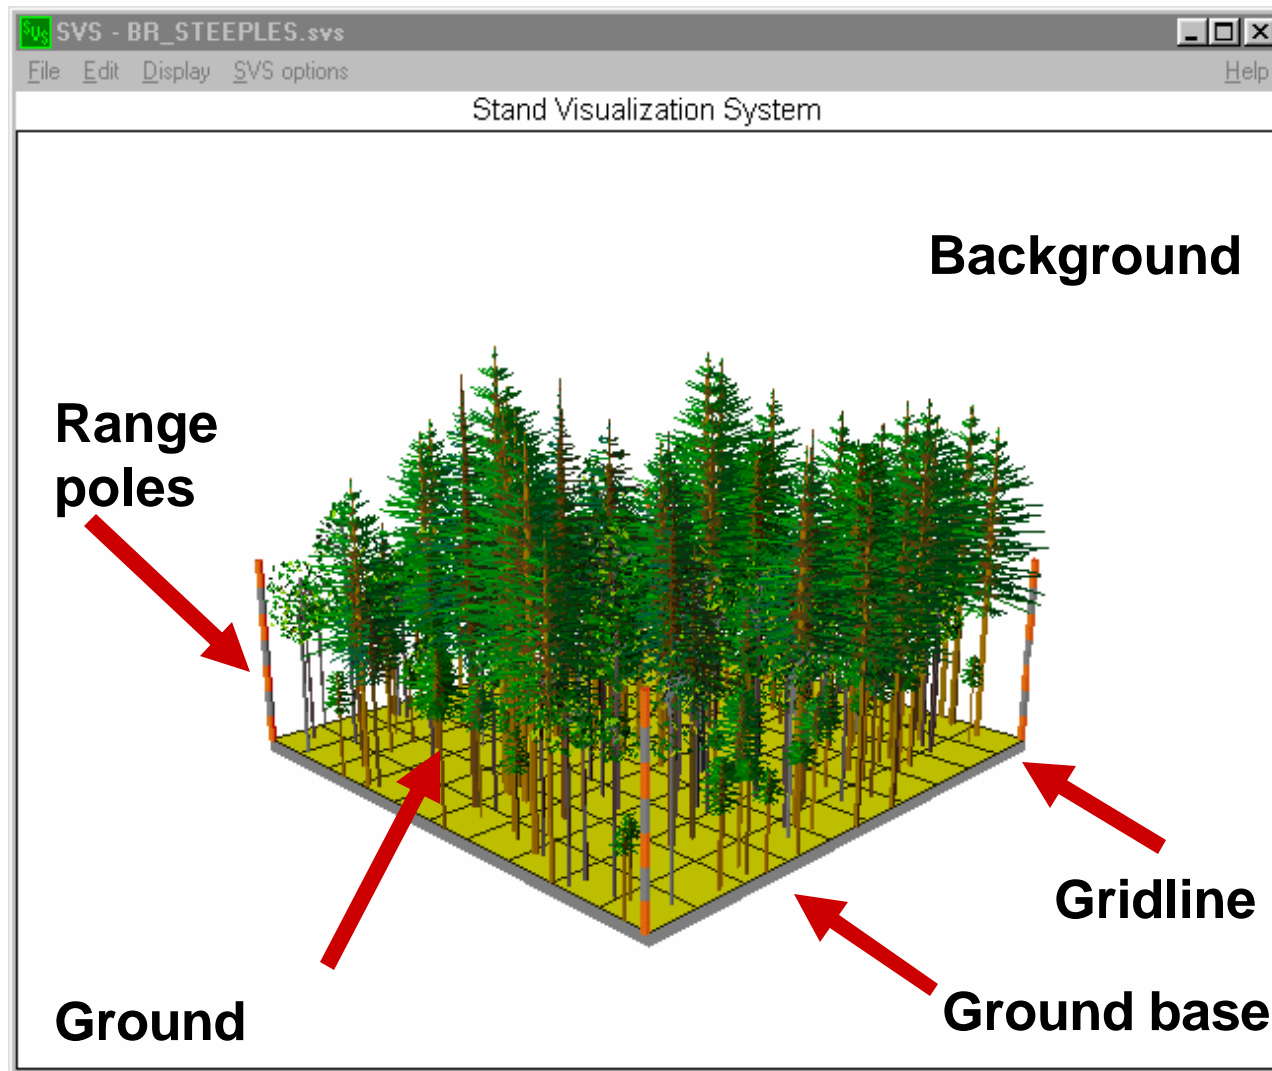 SVS SVS - BR_STEEPLES.svs
File Edit Display SVS options Help
Stand Visualization System
Background
Range
poles
Gridline
Ground base
Ground